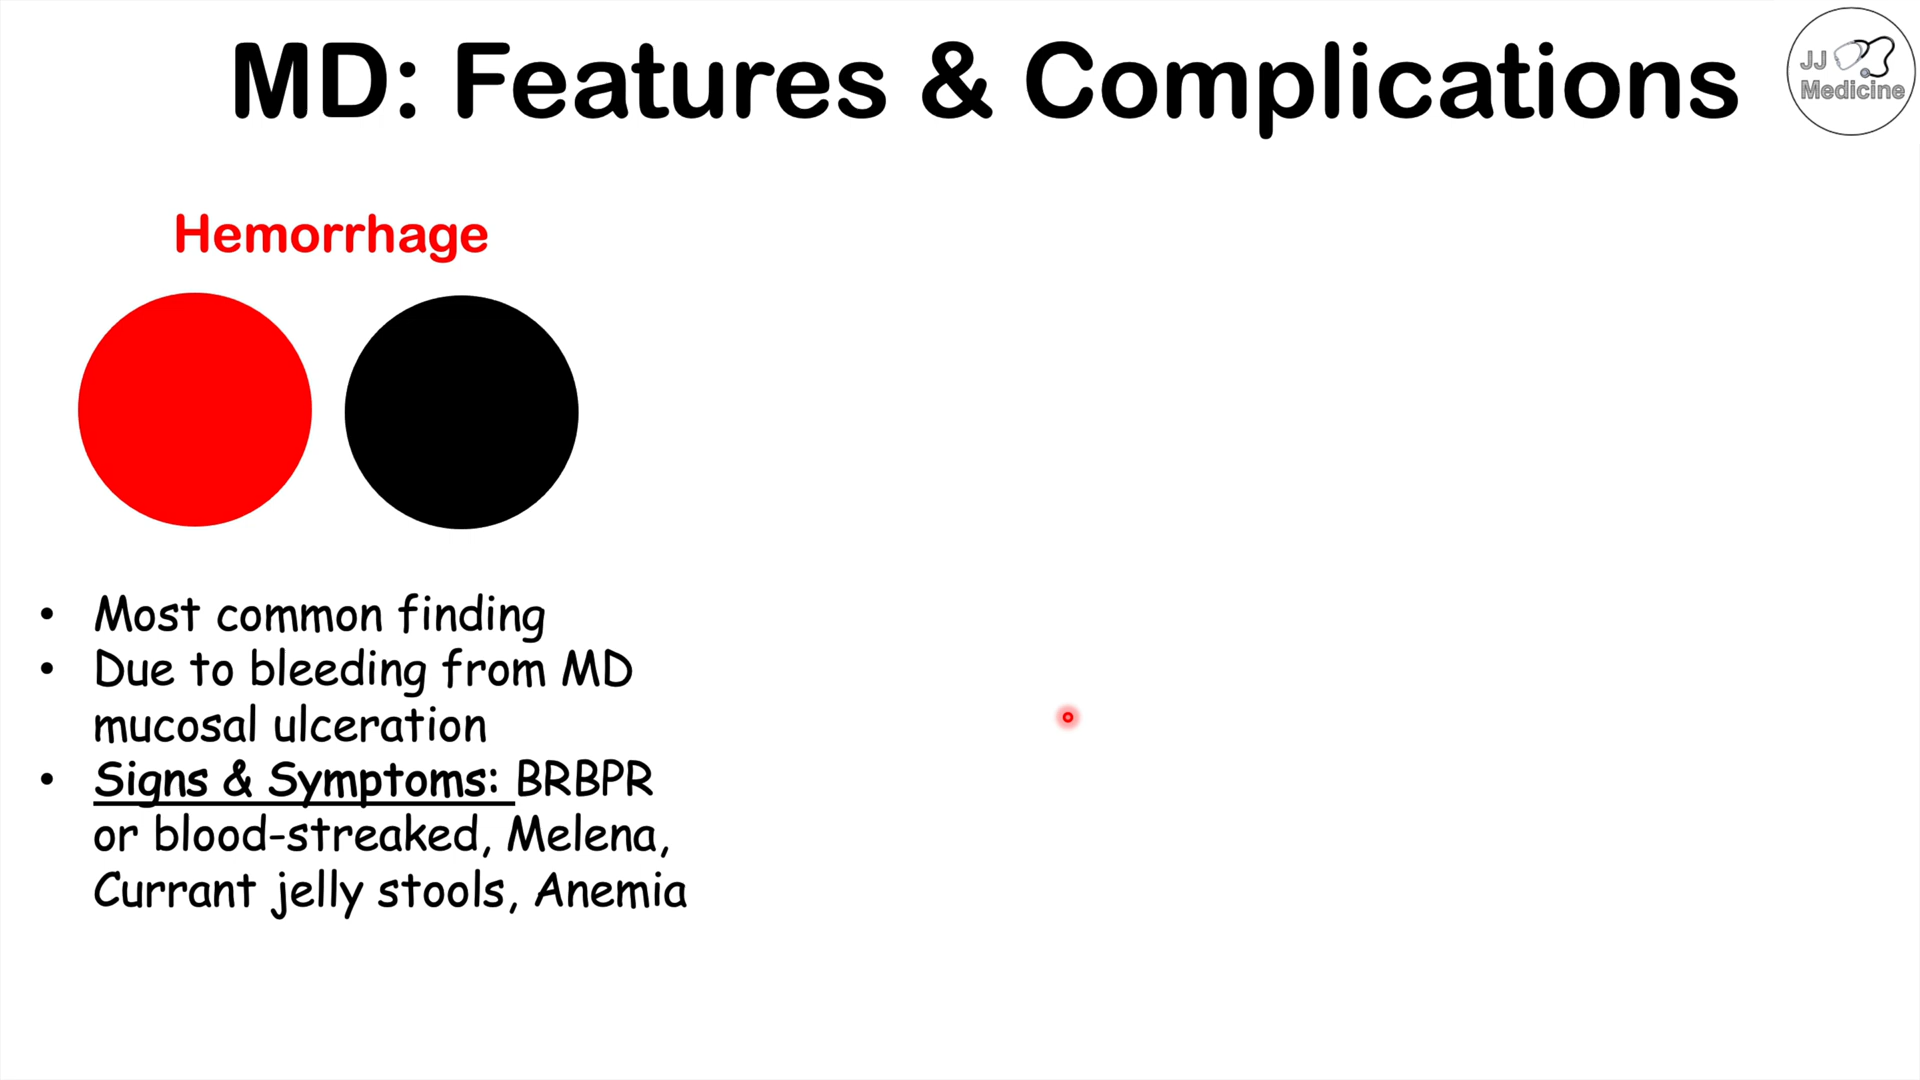 MD: Features & Complications
JJ
Medicine
Hemorrhage
• Most common finding
• Due to bleeding from MD
mucosal ulceration
• Signs & Symptoms: BRBPR
or blood-streaked, Melena,
Currant jelly stools, Anemia